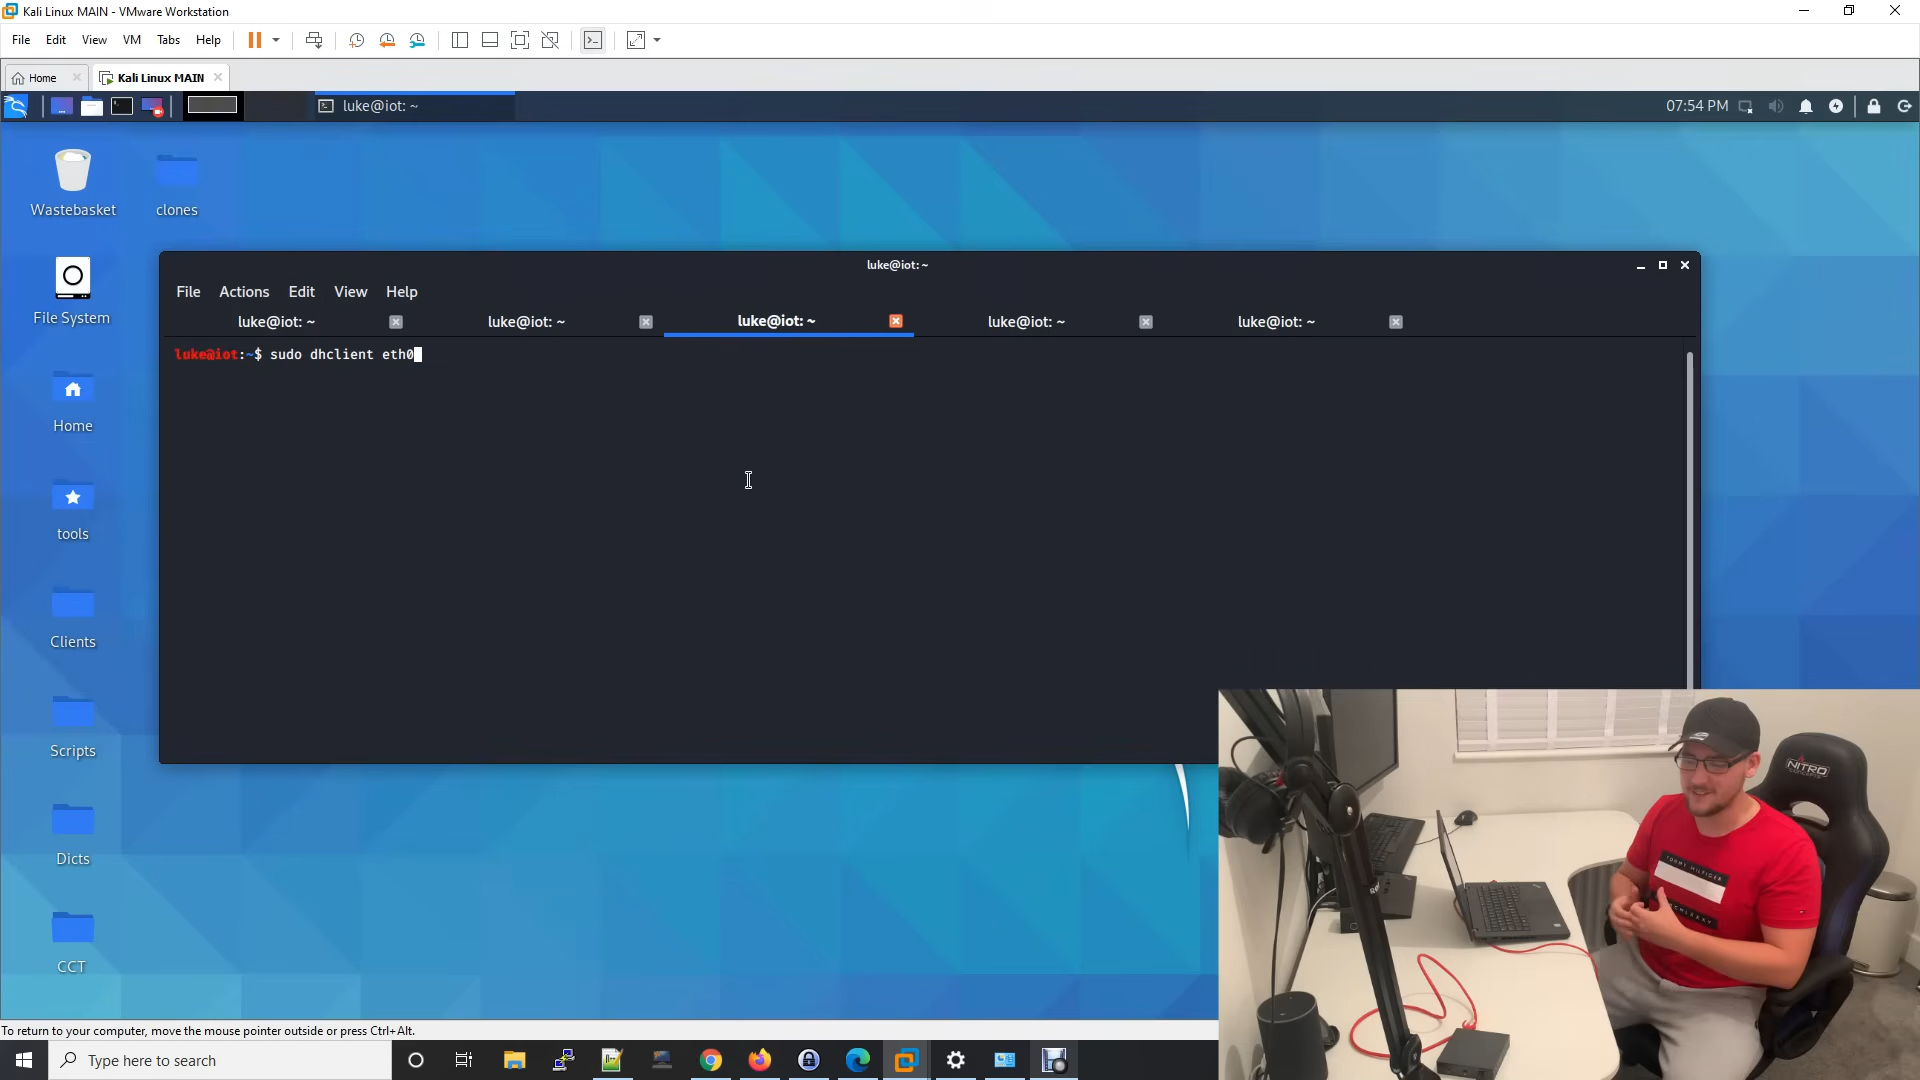 Kali Linux MAIN - VMware Workstation
File Edit View VM Tabs Help
Home
Kali Linux MAIN
luke@iot: ~
07:54 PM
Wastebasket
clones
File System
Home
tools
Clients
Scripts
Dicts
CCT
luke@iot: ~
File Actions Edit View Help
luke@iot: ~
luke@iot: ~
luke@iot: ~
luke@iot: ~
luke@iot: ~
luke@iot:~$ sudo dhclient eth0
NITRO
TOMMY HILFIGER
To return to your computer, move the mouse pointer outside or press Ctrl+Alt.
Type here to search